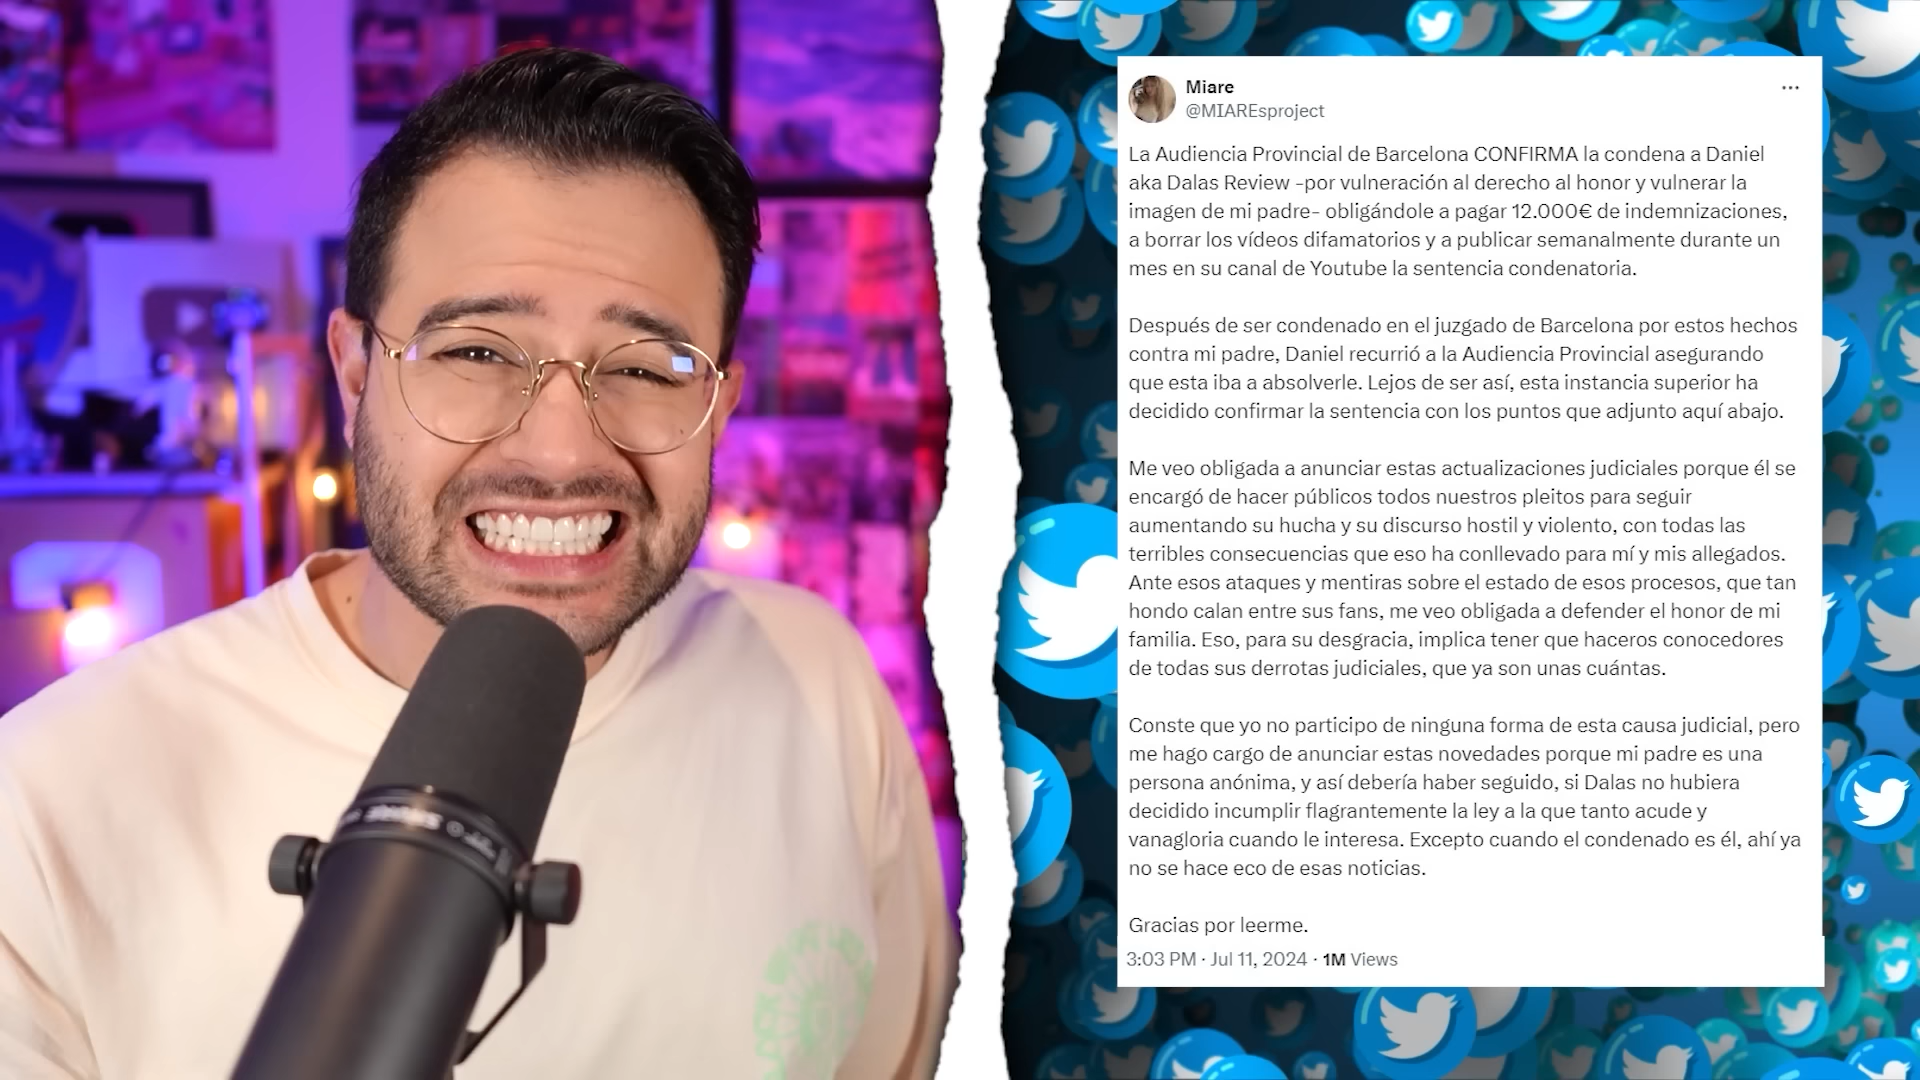 Miare
@MIAREsproject
La Audiencia Provincial de Barcelona CONFIRMA la condena a Daniel
aka Dalas Review -por vulneración al derecho al honor y vulnerar la
imagen de mi padre- obligándole a pagar 12.000€ de indemnizaciones,
a borrar los vídeos difamatorios y a publicar semanalmente durante un
mes en su canal de Youtube la sentencia condenatoria.
Después de ser condenado en el juzgado de Barcelona por estos hechos
contra mi padre, Daniel recurrió a la Audiencia Provincial asegurando
que esta iba a absolverle. Lejos de ser así, esta instancia superior ha
decidido confirmar la sentencia con los puntos que adjunto aquí abajo.
Me veo obligada a anunciar estas actualizaciones judiciales porque él se
encargó de hacer públicos todos nuestros pleitos para seguir
aumentando su hucha y su discurso hostil y violento, con todas las
terribles consecuencias que eso ha conllevado para mí y mis allegados.
Ante esos ataques y mentiras sobre el estado de esos procesos, que tan
hondo calan entre sus fans, me veo obligada a defender el honor de mi
familia. Eso, para su desgracia, implica tener que haceros conocedores
de todas sus derrotas judiciales, que ya son unas cuántas.
Conste que yo no participo de ninguna forma de esta causa judicial, pero
me hago cargo de anunciar estas novedades porque mi padre es una
persona anónima, y así debería haber seguido, si Dalas no hubiera
decidido incumplir flagrantemente la ley a la que tanto acude y
vanagloria cuando le interesa. Excepto cuando el condenado es él, ahí ya
no se hace eco de esas noticias.
Gracias por leerme.
3:03 PM · Jul 11, 2024 · 1M Views